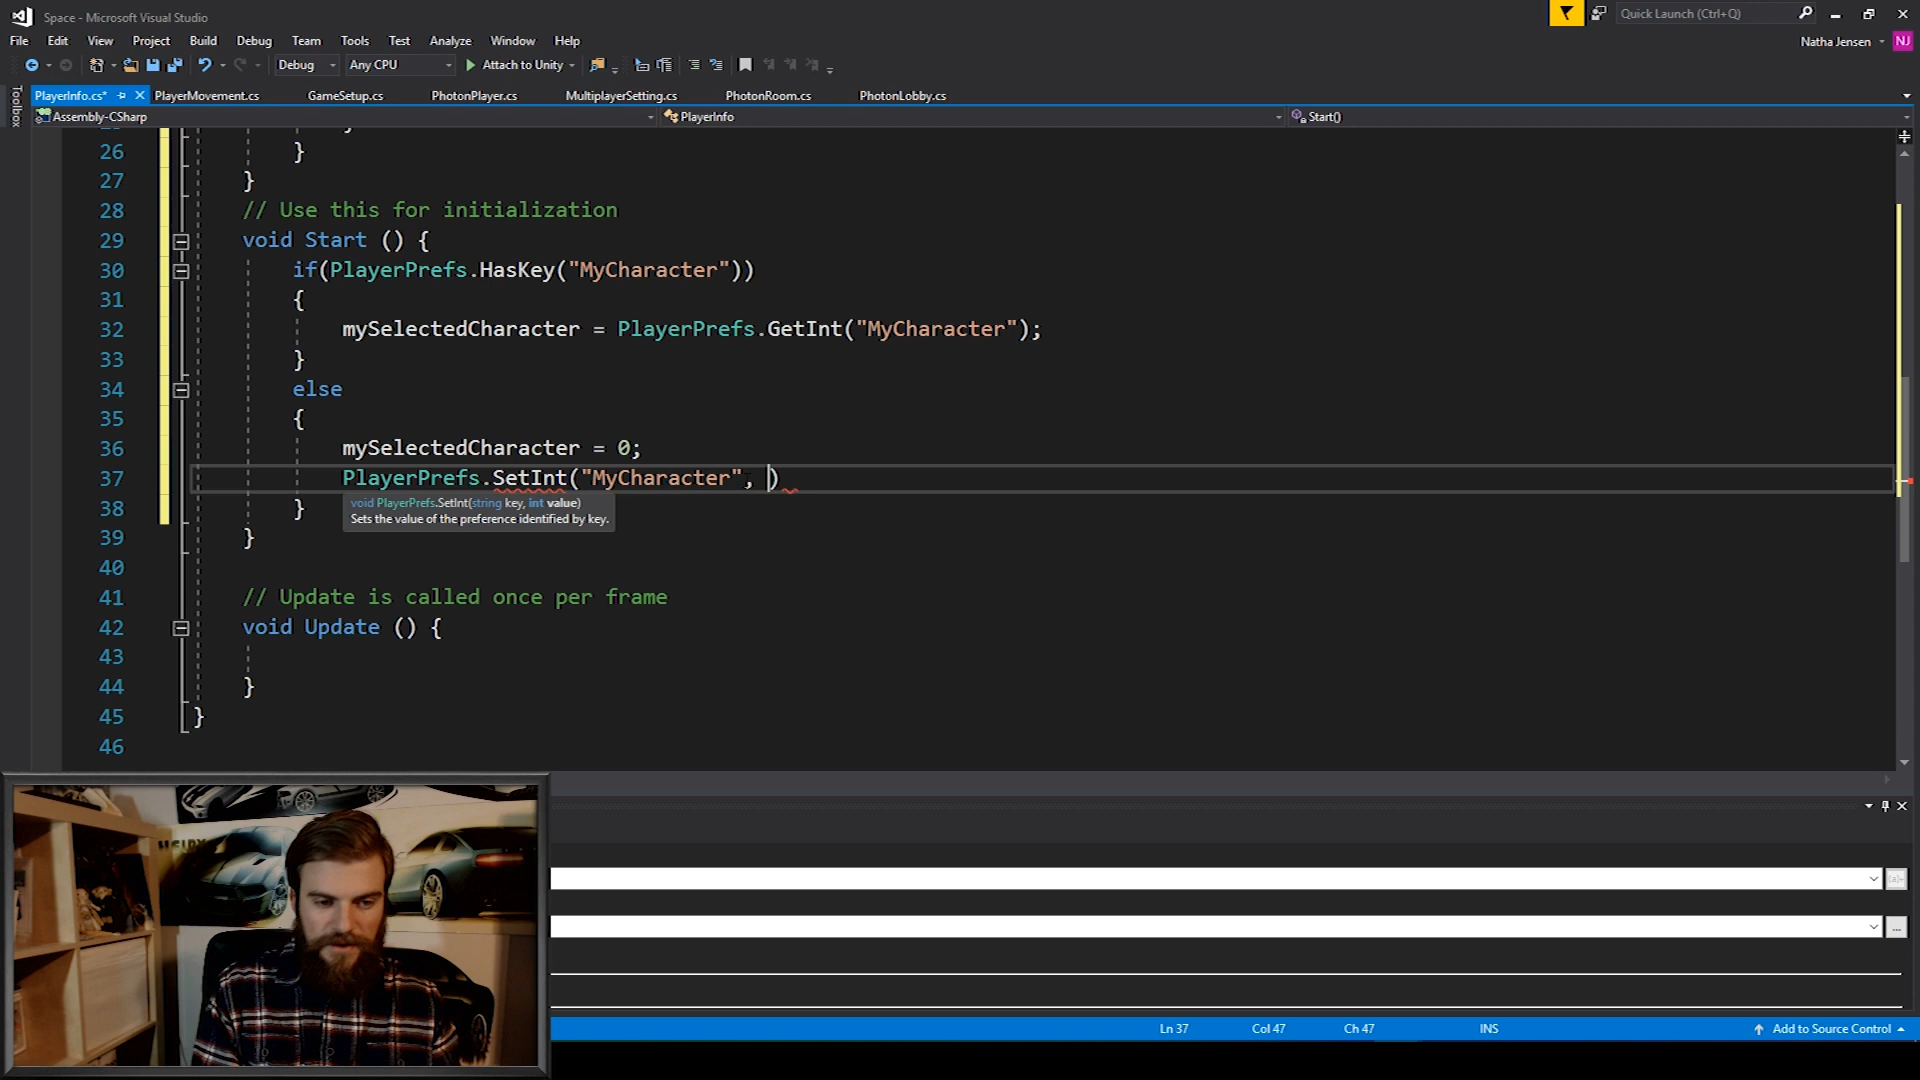 Space - Microsoft Visual Studio
Quick Launch (Ctrl+Q)
File Edit View Project Build Debug Team Tools Test Analyze Window Help
Natha Jensen NJ
Debug Any CPU Attach to Unity
PlayerInfo.cs* PlayerMovement.cs GameSetup.cs PhotonPlayer.cs MultiplayerSetting.cs PhotonRoom.cs PhotonLobby.cs
Toolbox
Assembly-CSharp PlayerInfo Start()
26 }
27 }
28 // Use this for initialization
29 void Start () {
30 if(PlayerPrefs.HasKey("MyCharacter"))
31 {
32 mySelectedCharacter = PlayerPrefs.GetInt("MyCharacter");
33 }
34 else
35 {
36 mySelectedCharacter = 0;
37 PlayerPrefs.SetInt("MyCharacter", )
void PlayerPrefs.SetInt(string key, int value)
38 }
Sets the value of the preference identified by key.
39 }
40
41 // Update is called once per frame
42 void Update () {
43
44 }
45 }
46
...
Ln 37 Col 47 Ch 47 INS Add to Source Control